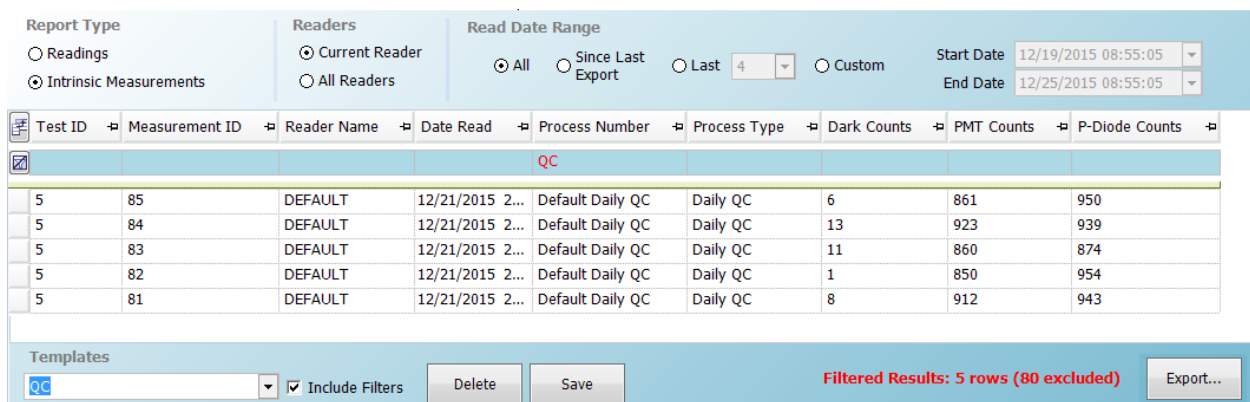 Report Type Readers Read Date Range
Readings
Intrinsic Measurements
Current Reader
All Readers
All Since Last Export Last 4 Custom
Start Date 12/19/2015 08:55:05
End Date 12/25/2015 08:55:05
Test ID Measurement ID Reader Name Date Read Process Number Process Type Dark Counts PMT Counts P-Diode Counts
QC
5 85 DEFAULT 12/21/2015 2... Default Daily QC Daily QC 6 861 950
5 84 DEFAULT 12/21/2015 2... Default Daily QC Daily QC 13 923 939
5 83 DEFAULT 12/21/2015 2... Default Daily QC Daily QC 11 860 874
5 82 DEFAULT 12/21/2015 2... Default Daily QC Daily QC 1 850 954
5 81 DEFAULT 12/21/2015 2... Default Daily QC Daily QC 8 912 943
Templates
QC Include Filters Delete Save Filtered Results: 5 rows (80 excluded) Export...